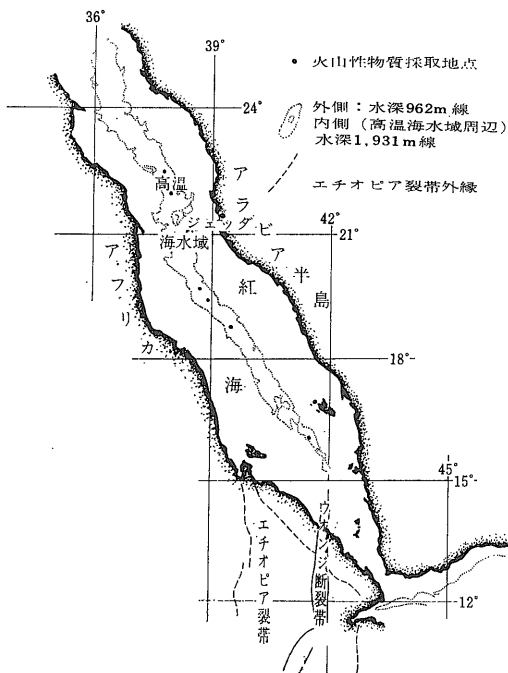 36°
39°
火山性物質採取地点
外側：水深962m線
内側（高温海水域周辺）
水深1,931m線
エチオピア裂帯外縁
24°
高温
海水域
ジェッダ
アラビア半島
42°
21°
アフリカ
紅海
18°
45°
15°
エチオピア裂帯
ウオンジ断裂帯
12°